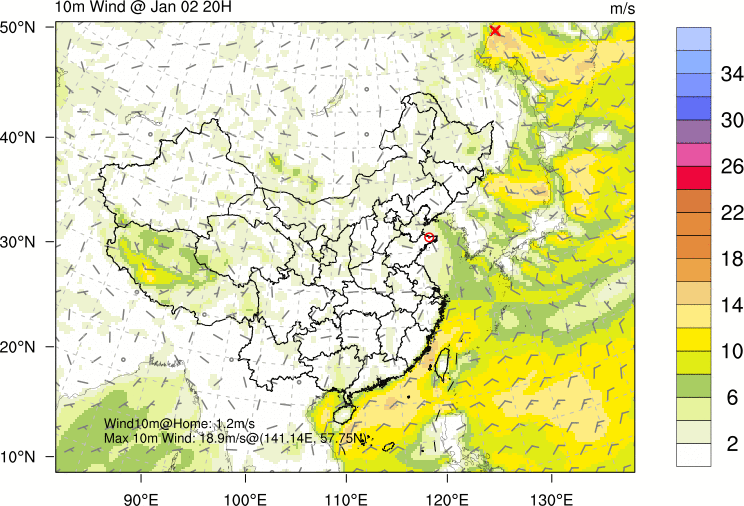 10m Wind @ Jan 02 20H
m/s
50°N
40°N
30°N
20°N
10°N
34
30
26
22
18
14
10
6
2
Wind10m@Home: 1.2m/s
Max 10m Wind: 18.9m/s@(141.14E, 57.75N)
90°E
100°E
110°E
120°E
130°E